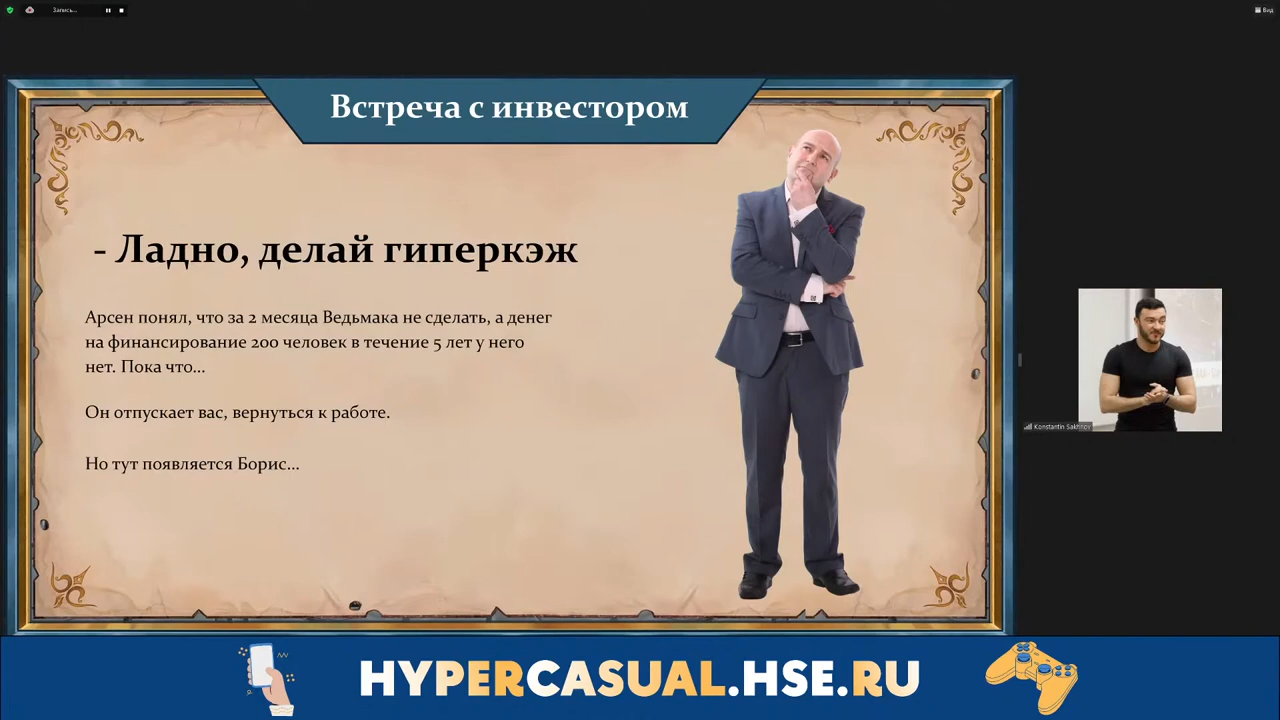 Запись...
Вид
Встреча с инвестором
- Ладно, делай гиперкэж
Арсен понял, что за 2 месяца Ведьмака не сделать, а денег
на финансирование 200 человек в течение 5 лет у него
нет. Пока что...
Он отпускает вас, вернуться к работе.
Но тут появляется Борис...
Konstantin Sakhnov
HYPERCASUAL.HSE.RU